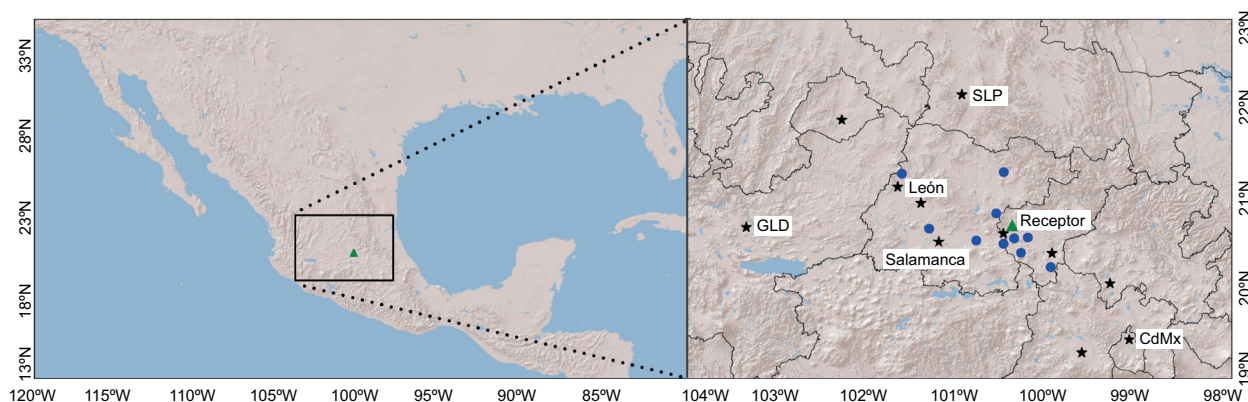 33ºN
28ºN
23ºN
18ºN
13ºN
120ºW
115ºW
110ºW
105ºW
100ºW
95ºW
90ºW
85ºW
SLP
León
GLD
Receptor
Salamanca
CdMx
23ºN
22ºN
21ºN
20ºN
19ºN
104ºW
103ºW
102ºW
101ºW
100ºW
99ºW
98ºW